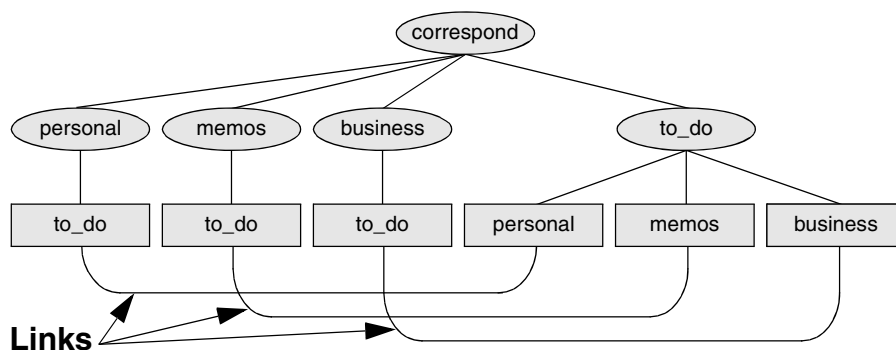 correspond
personal
memos
business
to_do
to_do
to_do
to_do
personal
memos
business
Links